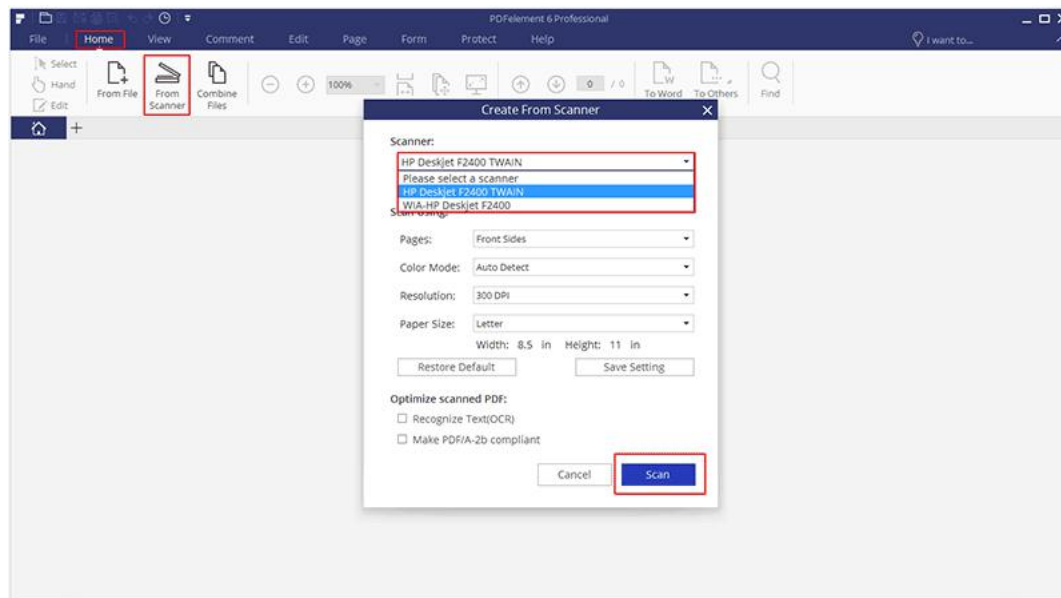 PDFelement 6 Professional
File Home View Comment Edit Page Form Protect Help I want to...
Select
Hand
Edit
From File
From Scanner
Combine Files
100%
0 / 0
To Word
To Others
Find
Create From Scanner
Scanner:
HP Deskjet F2400 TWAIN
Please select a scanner
HP Deskjet F2400 TWAIN
WIA-HP Deskjet F2400
Pages: Front Sides
Color Mode: Auto Detect
Resolution: 300 DPI
Paper Size: Letter
Width: 8.5 in Height: 11 in
Restore Default Save Setting
Optimize scanned PDF:
Recognize Text(OCR)
Make PDF/A-2b compliant
Cancel Scan